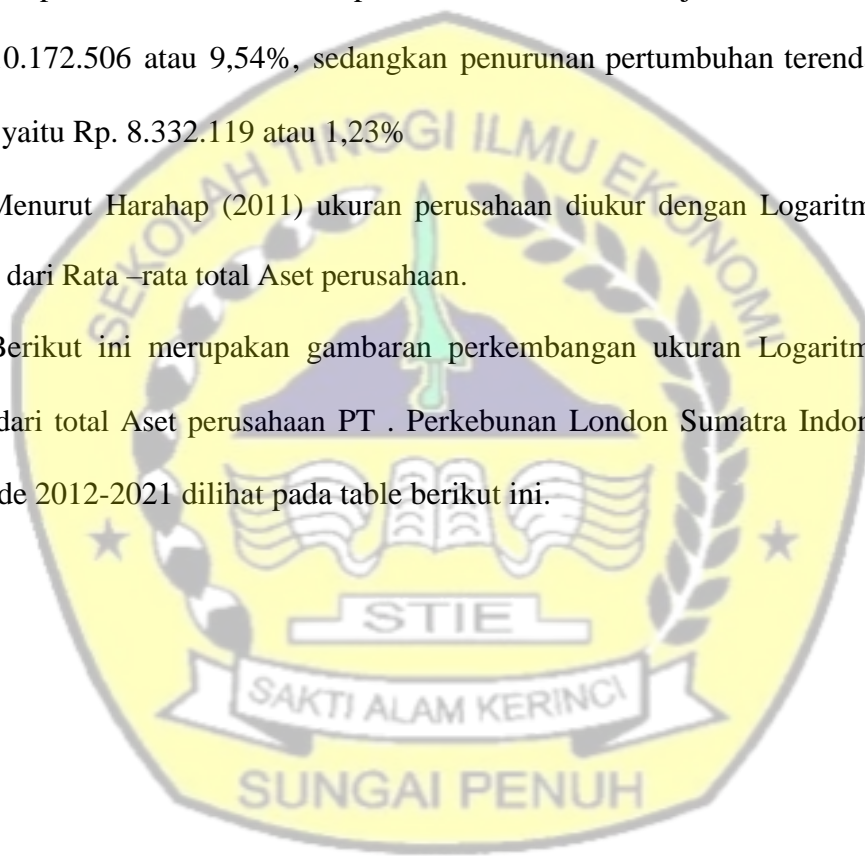 0.172.506 atau 9,54%, sedangkan penurunan pertumbuhan terend
yaitu Rp. 8.332.119 atau 1,23%
Menurut Harahap (2011) ukuran perusahaan diukur dengan Logaritm
dari Rata –rata total Aset perusahaan.
Berikut ini merupakan gambaran perkembangan ukuran Logaritm
dari total Aset perusahaan PT . Perkebunan London Sumatra Indon
de 2012-2021 dilihat pada table berikut ini.
SEKOLAH TINGGI ILMU EKONOMI
STIE
SAKTI ALAM KERINCI
SUNGAI PENUH